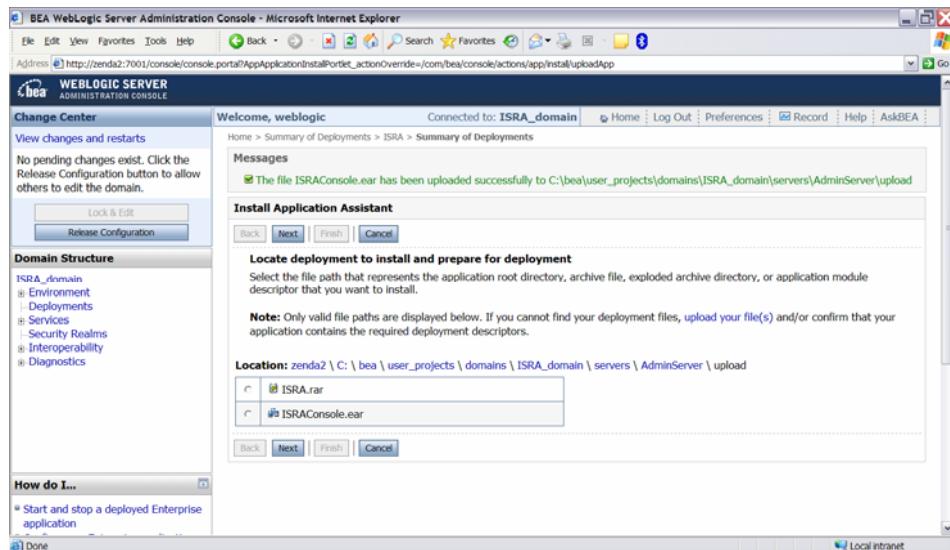 BEA WebLogic Server Administration Console - Microsoft Internet Explorer
File Edit View Favorites Tools Help
Back Search Favorites
Address http://zenda2:7001/console/console.portal?AppApplicationInstallPortlet_actionOverride=/com/bea/console/actions/app/install/uploadApp Go
bea WEBLOGIC SERVER
ADMINISTRATION CONSOLE
Change Center
View changes and restarts
No pending changes exist. Click the
Release Configuration button to allow
others to edit the domain.
Lock & Edit
Release Configuration
Domain Structure
ISRA_domain
Environment
Deployments
Services
Security Realms
Interoperability
Diagnostics
How do I...
Start and stop a deployed Enterprise
application
Welcome, weblogic Connected to: ISRA_domain Home Log Out Preferences Record Help AskBEA
Home > Summary of Deployments > ISRA > Summary of Deployments
Messages
The file ISRAConsole.ear has been uploaded successfully to C:\bea\user_projects\domains\ISRA_domain\servers\AdminServer\upload
Install Application Assistant
Back Next Finish Cancel
Locate deployment to install and prepare for deployment
Select the file path that represents the application root directory, archive file, exploded archive directory, or application module
descriptor that you want to install.
Note: Only valid file paths are displayed below. If you cannot find your deployment files, upload your file(s) and/or confirm that your
application contains the required deployment descriptors.
Location: zenda2 \ C: \ bea \ user_projects \ domains \ ISRA_domain \ servers \ AdminServer \ upload
ISRA.rar
ISRAConsole.ear
Back Next Finish Cancel
Done Local intranet